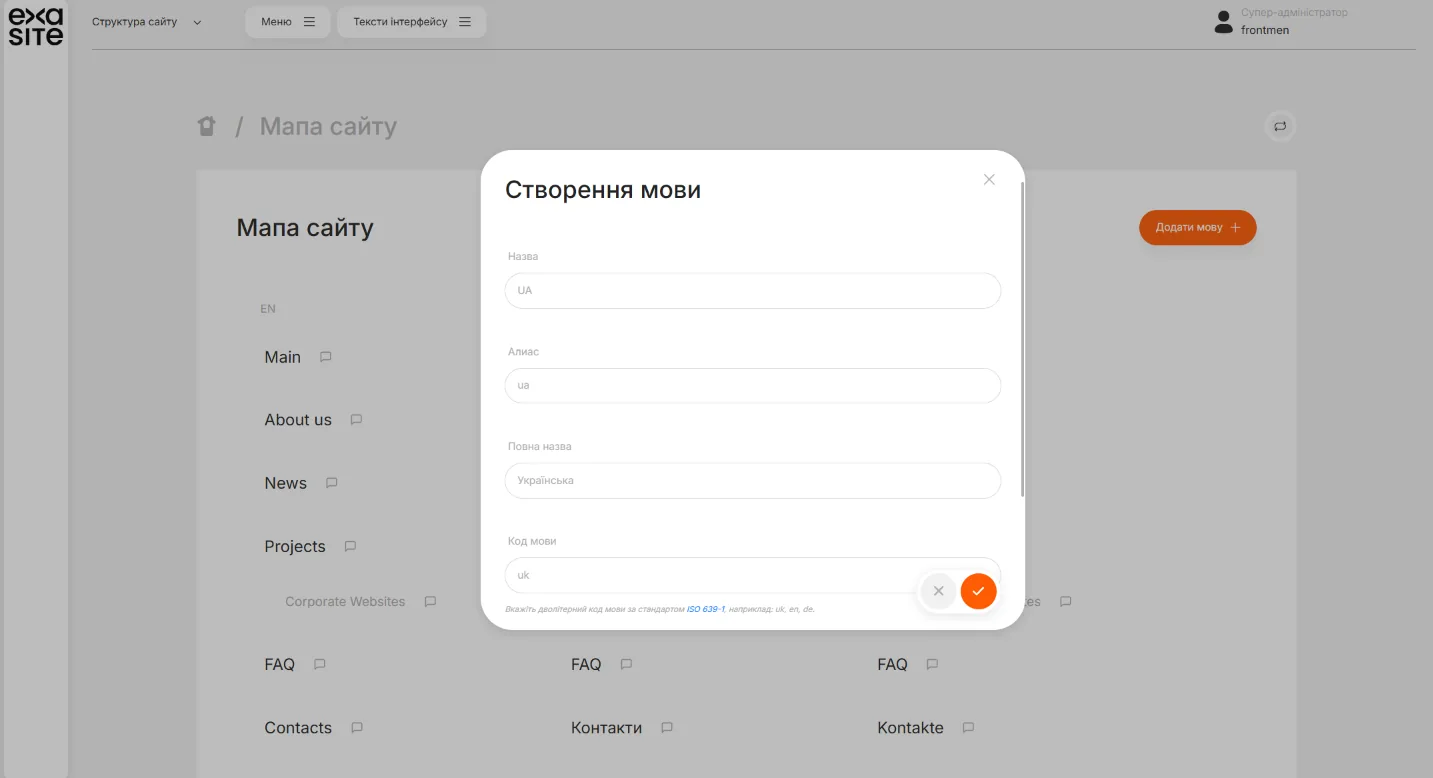 exa
site
Структура сайту
Меню
Тексти інтерфейсу
Супер-адміністратор
frontmen
/ Мапа сайту
Мапа сайту
Додати мову
EN
Main
About us
News
Projects
Corporate Websites
FAQ
FAQ
FAQ
Contacts
Контакти
Kontakte
Створення мови
Назва
UA
Алиас
ua
Повна назва
Українська
Код мови
uk
Вкажіть дволітерний код мови за стандартом ISO 639-1, наприклад: uk, en, de.